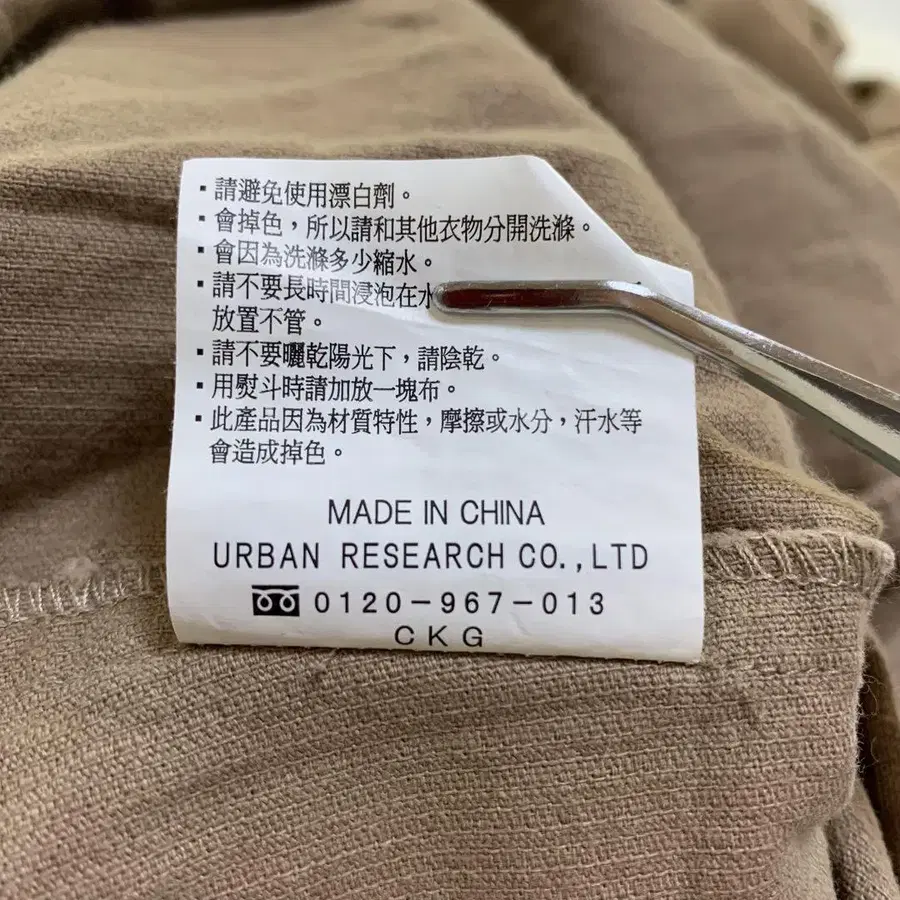 ・請避免使用漂白劑。
・會掉色，所以請和其他衣物分開洗滌。
・會因為洗滌多少縮水。
・請不要長時間浸泡在水
放置不管。
・請不要曬乾陽光下，請陰乾。
・用熨斗時請加放一塊布。
・此產品因為材質特性，摩擦或水分，汗水等
會造成掉色。
MADE IN CHINA
URBAN RESEARCH CO.,LTD
0120-967-013
CKG